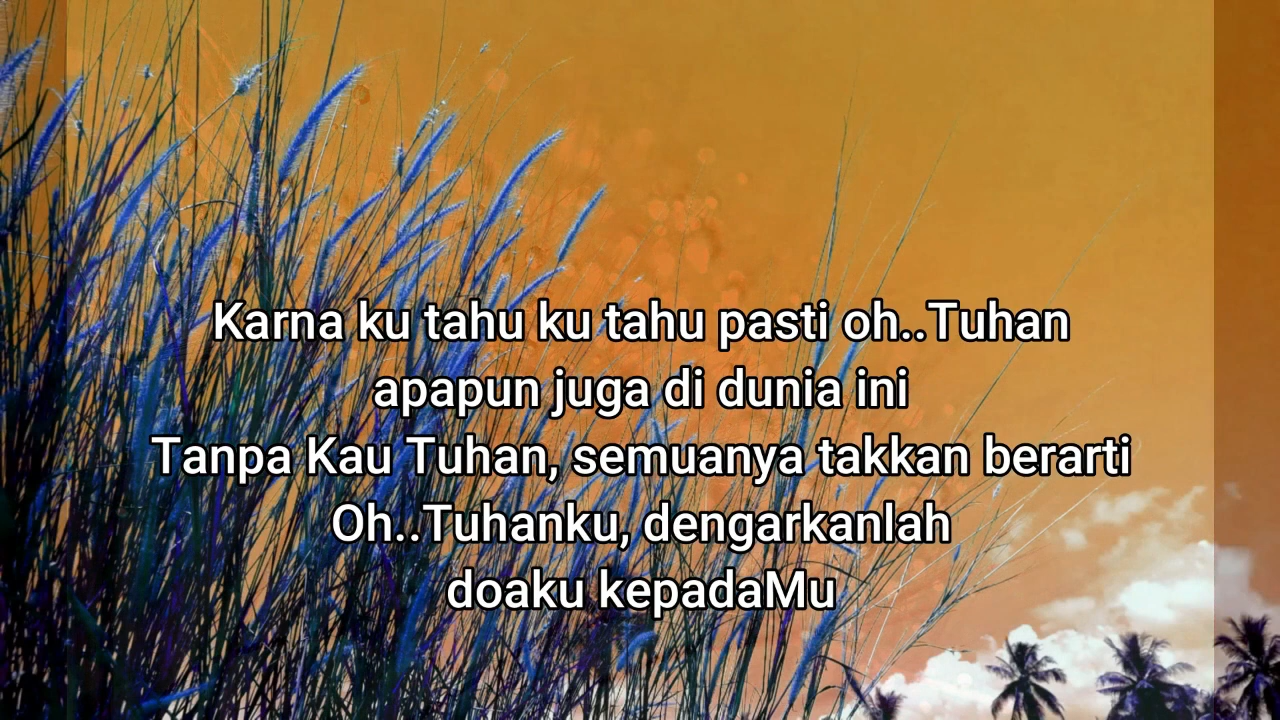 Karna ku tahu ku tahu pasti oh..Tuhan
apapun juga di dunia ini
Tanpa Kau Tuhan, semuanya takkan berarti
Oh..Tuhanku, dengarkanlah
doaku kepadaMu